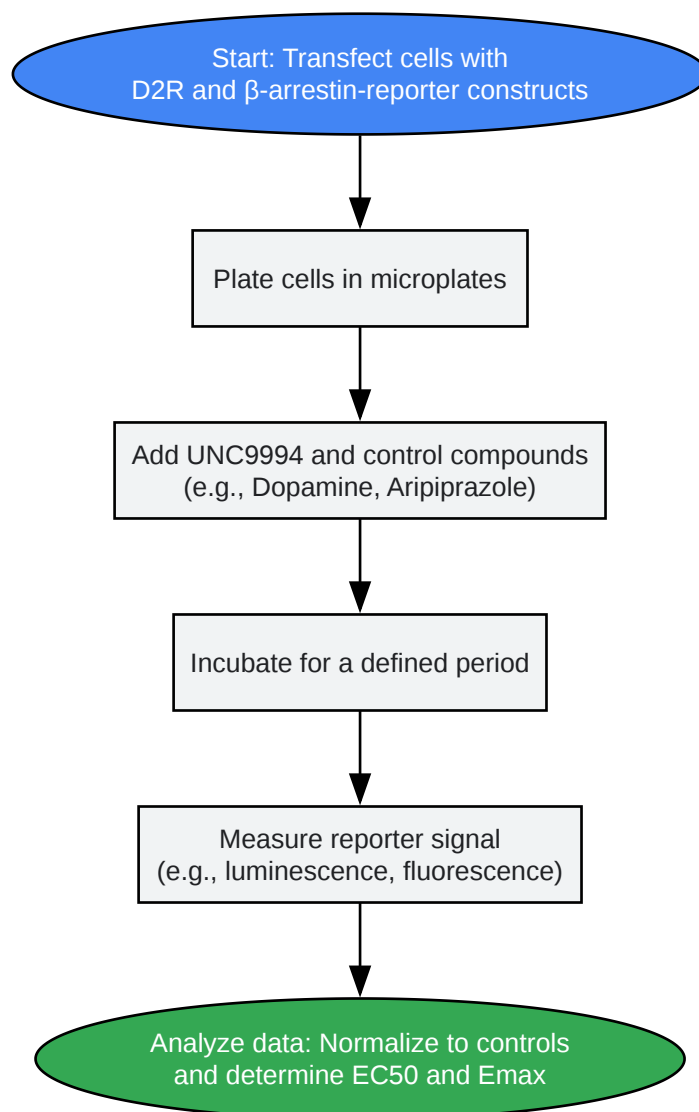 Start: Transfect cells with
D2R and β-arrestin-reporter constructs
Plate cells in microplates
Add UNC9994 and control compounds
(e.g., Dopamine, Aripiprazole)
Incubate for a defined period
Measure reporter signal
(e.g., luminescence, fluorescence)
Analyze data: Normalize to controls
and determine EC50 and Emax